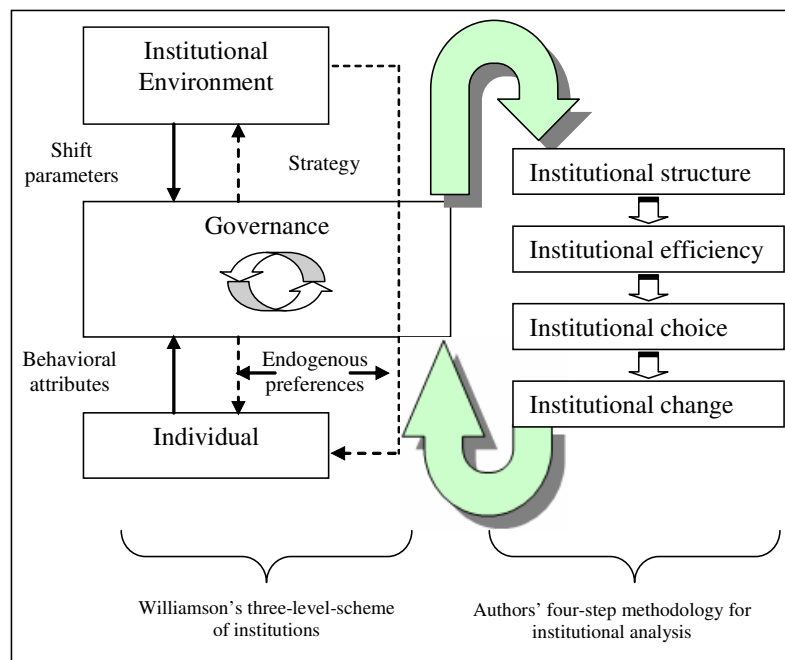 Institutional
Environment
Shift
parameters
Strategy
Governance
Behavioral
attributes
Endogenous
preferences
Individual
Institutional structure
Institutional efficiency
Institutional choice
Institutional change
Williamson's three-level-scheme
of institutions
Authors' four-step methodology for
institutional analysis